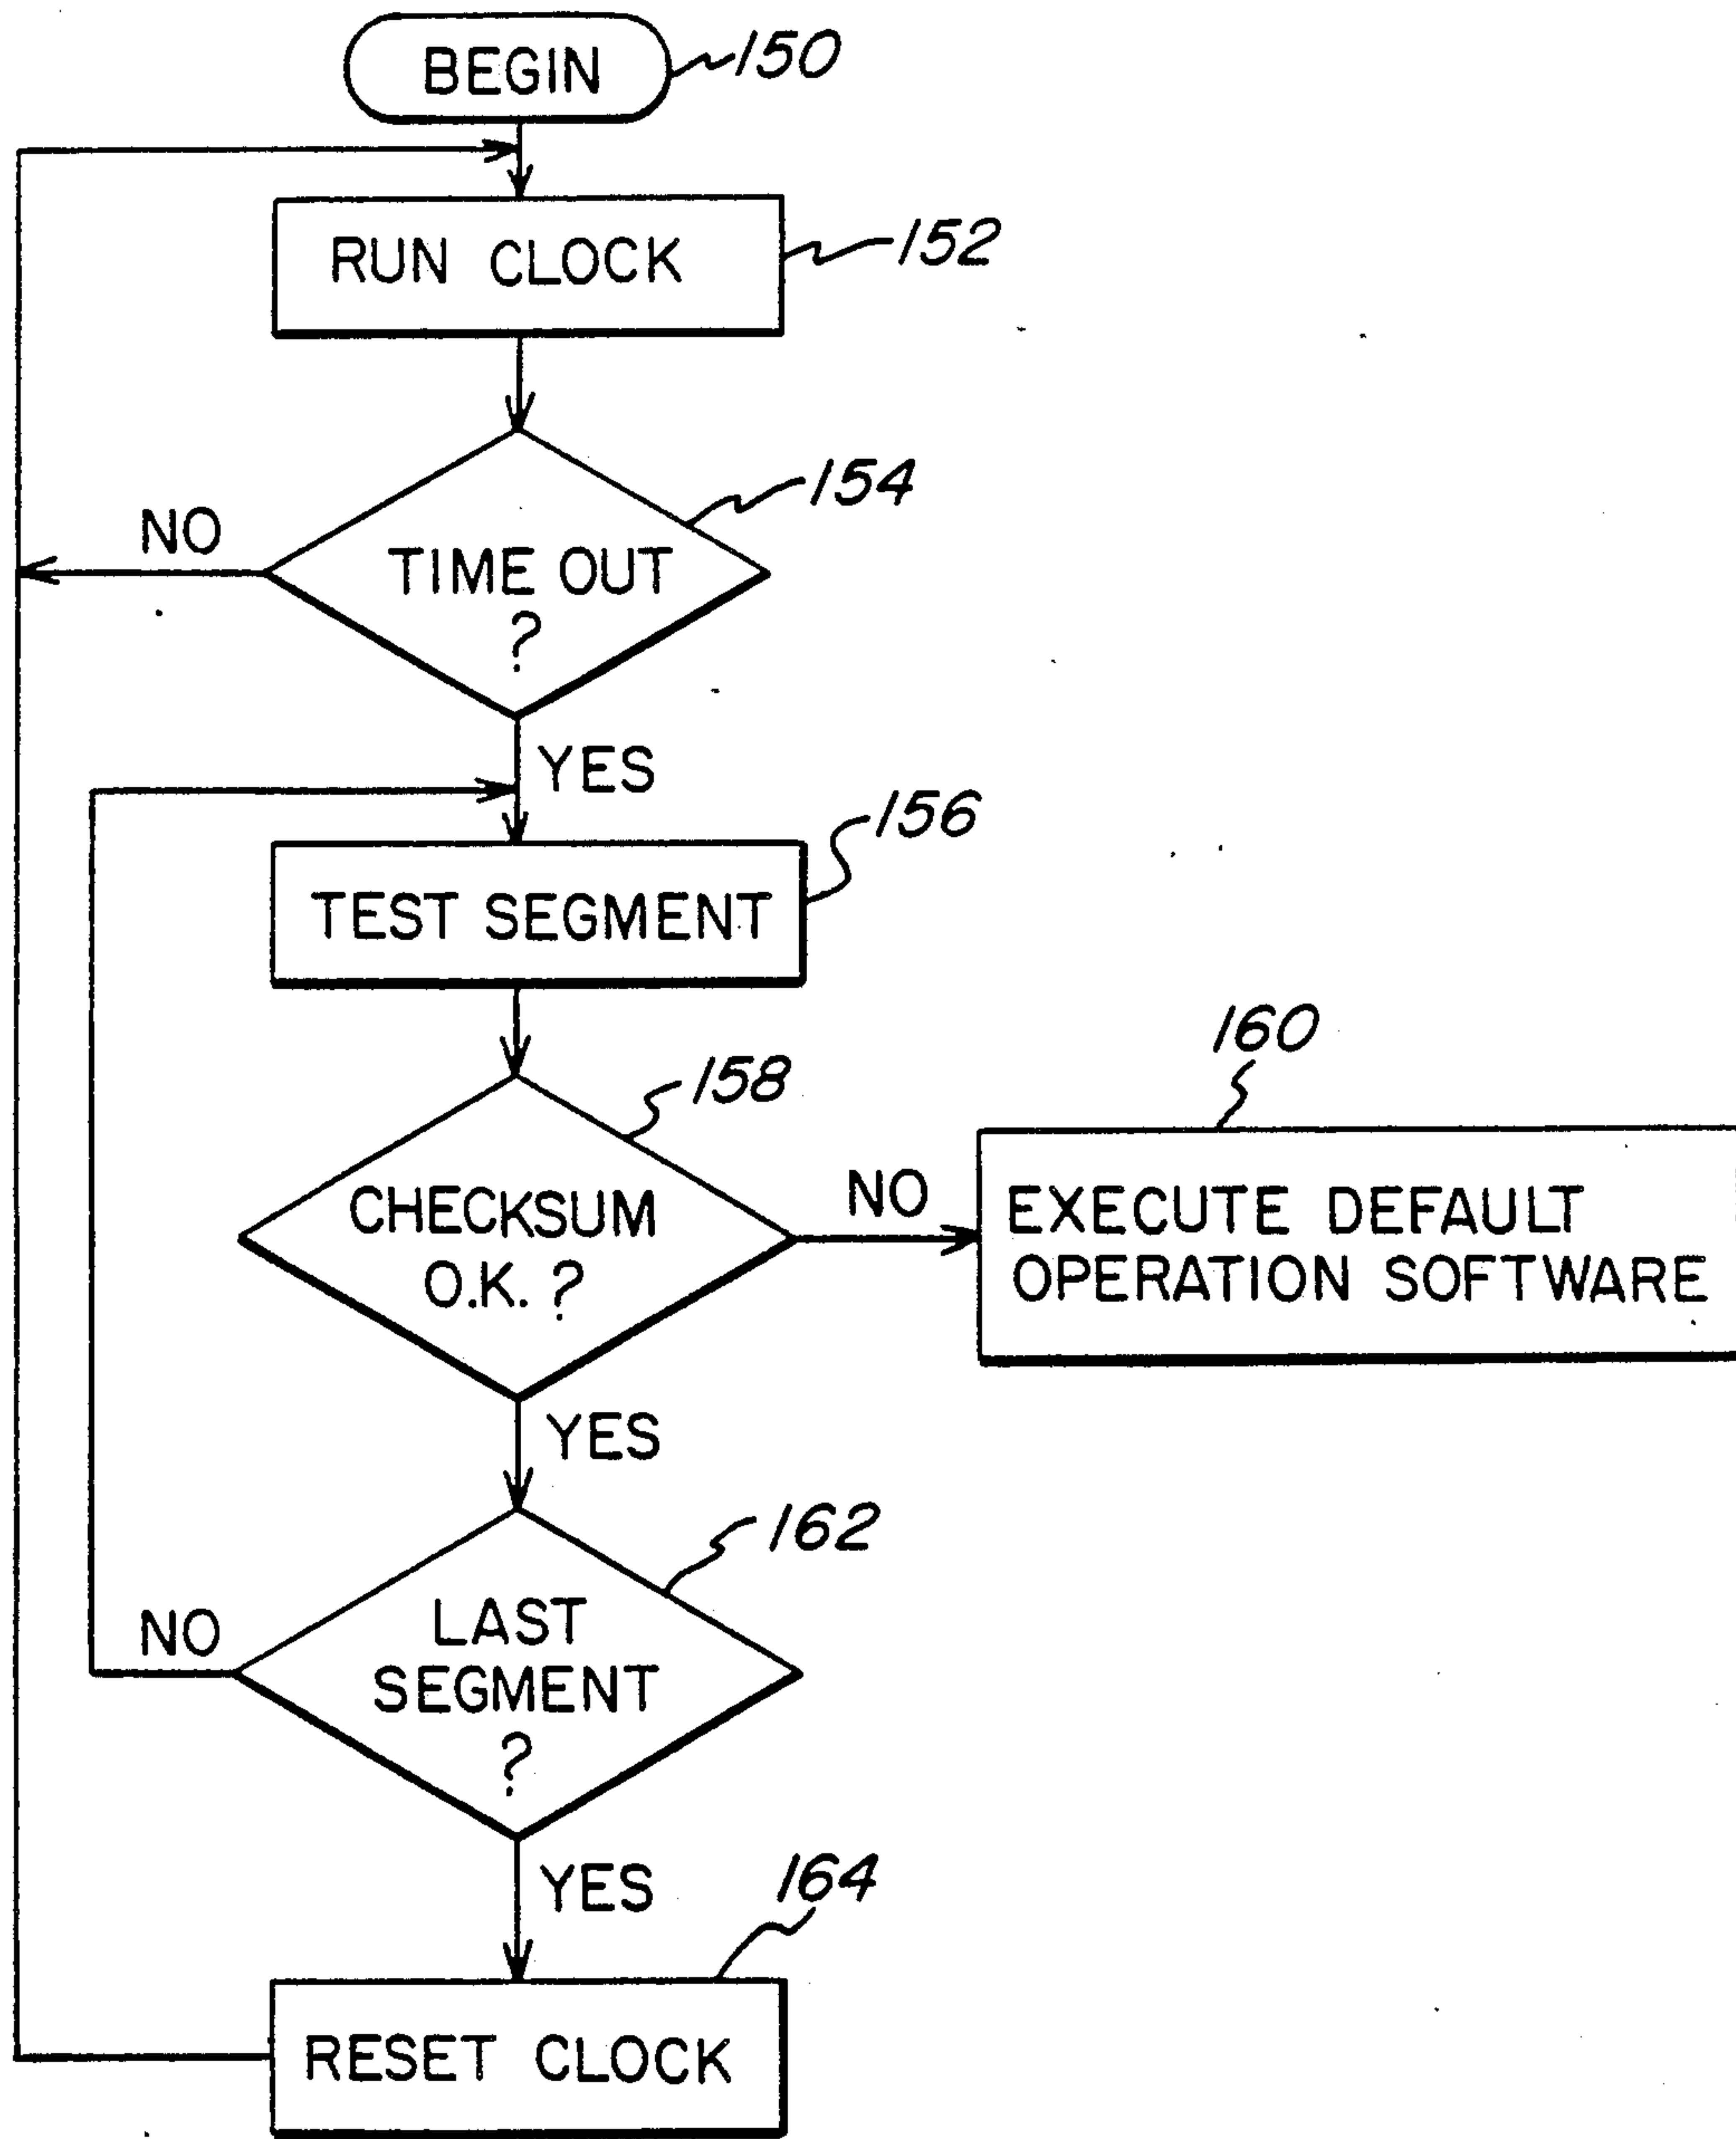 BEGIN
150
RUN CLOCK
152
154
NO
TIME OUT
?
YES
156
TEST SEGMENT
158
160
CHECKSUM
O.K. ?
NO
EXECUTE DEFAULT
OPERATION SOFTWARE
YES
162
NO
LAST
SEGMENT
?
YES
164
RESET CLOCK